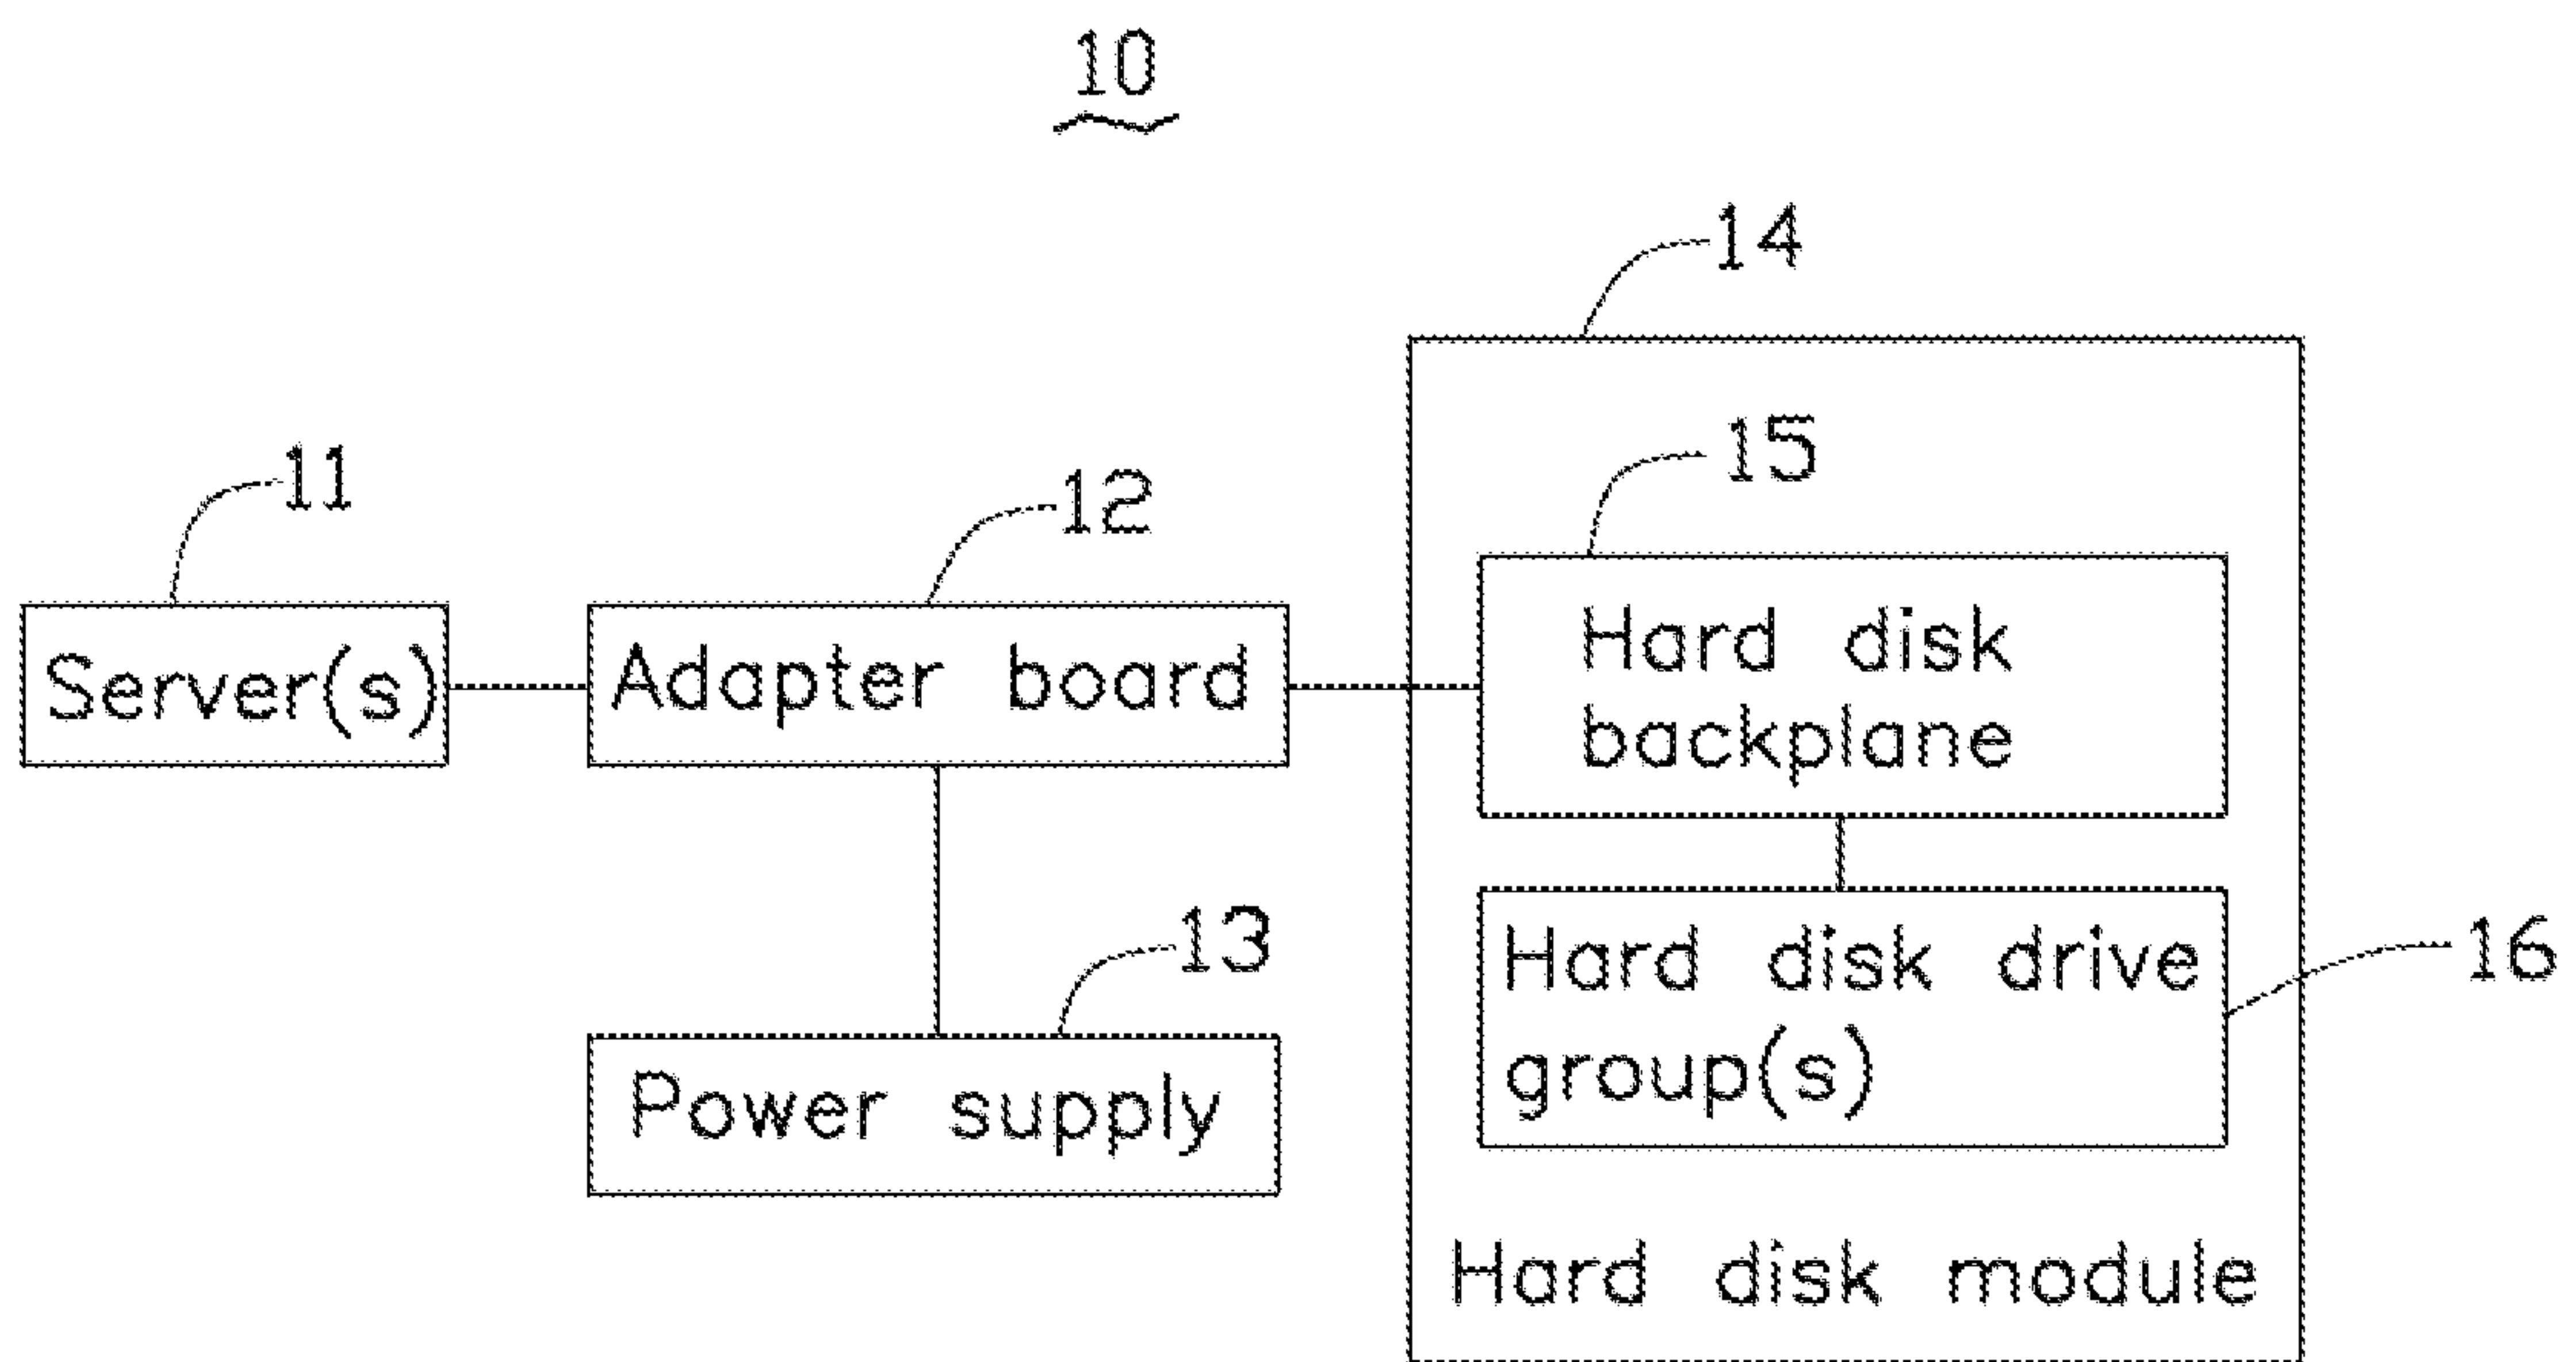 10
14
15
11
12
Server(s)
Adapter board
Hard disk
backplane
13
16
Power supply
Hard disk drive
group(s)
Hard disk module